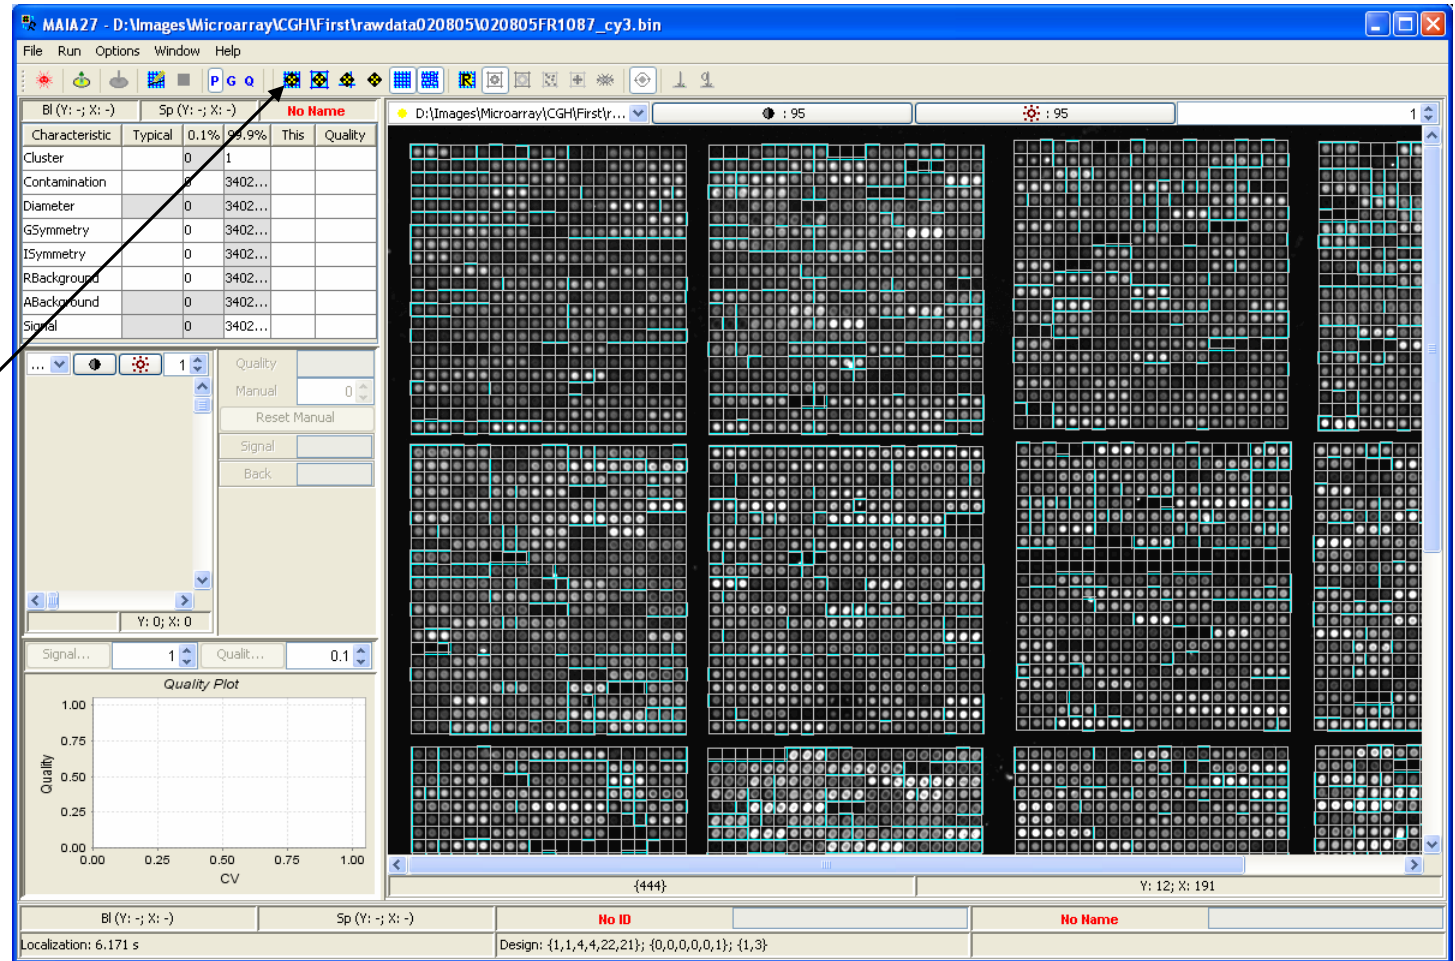 MAIA27 - D:\Images\Microarray\CGH\First\rawdata020805\020805FR1087_cy3.bin
File Run Options Window Help
P G Q R
Bl (Y: -; X: -) Sp (Y: -; X: -) No Name
D:\Images\Microarray\CGH\First\r... : 95 : 95 1
Characteristic Typical 0.1% 99.9% This Quality
Cluster 0 1
Contamination 0 3402...
Diameter 0 3402...
GSymmetry 0 3402...
ISymmetry 0 3402...
RBackground 0 3402...
ABackground 0 3402...
Signal 0 3402...
... 1
Quality
Manual 0
Reset Manual
Signal
Back
Y: 0; X: 0
Signal... 1 Qualit... 0.1
Quality Plot
1.00
0.75
0.50
0.25
0.00
Quality
0.00 0.25 0.50 0.75 1.00
CV
{444} Y: 12; X: 191
Bl (Y: -; X: -) Sp (Y: -; X: -) No ID No Name
Localization: 6.171 s Design: {1,1,4,4,22,21}; {0,0,0,0,0,1}; {1,3}